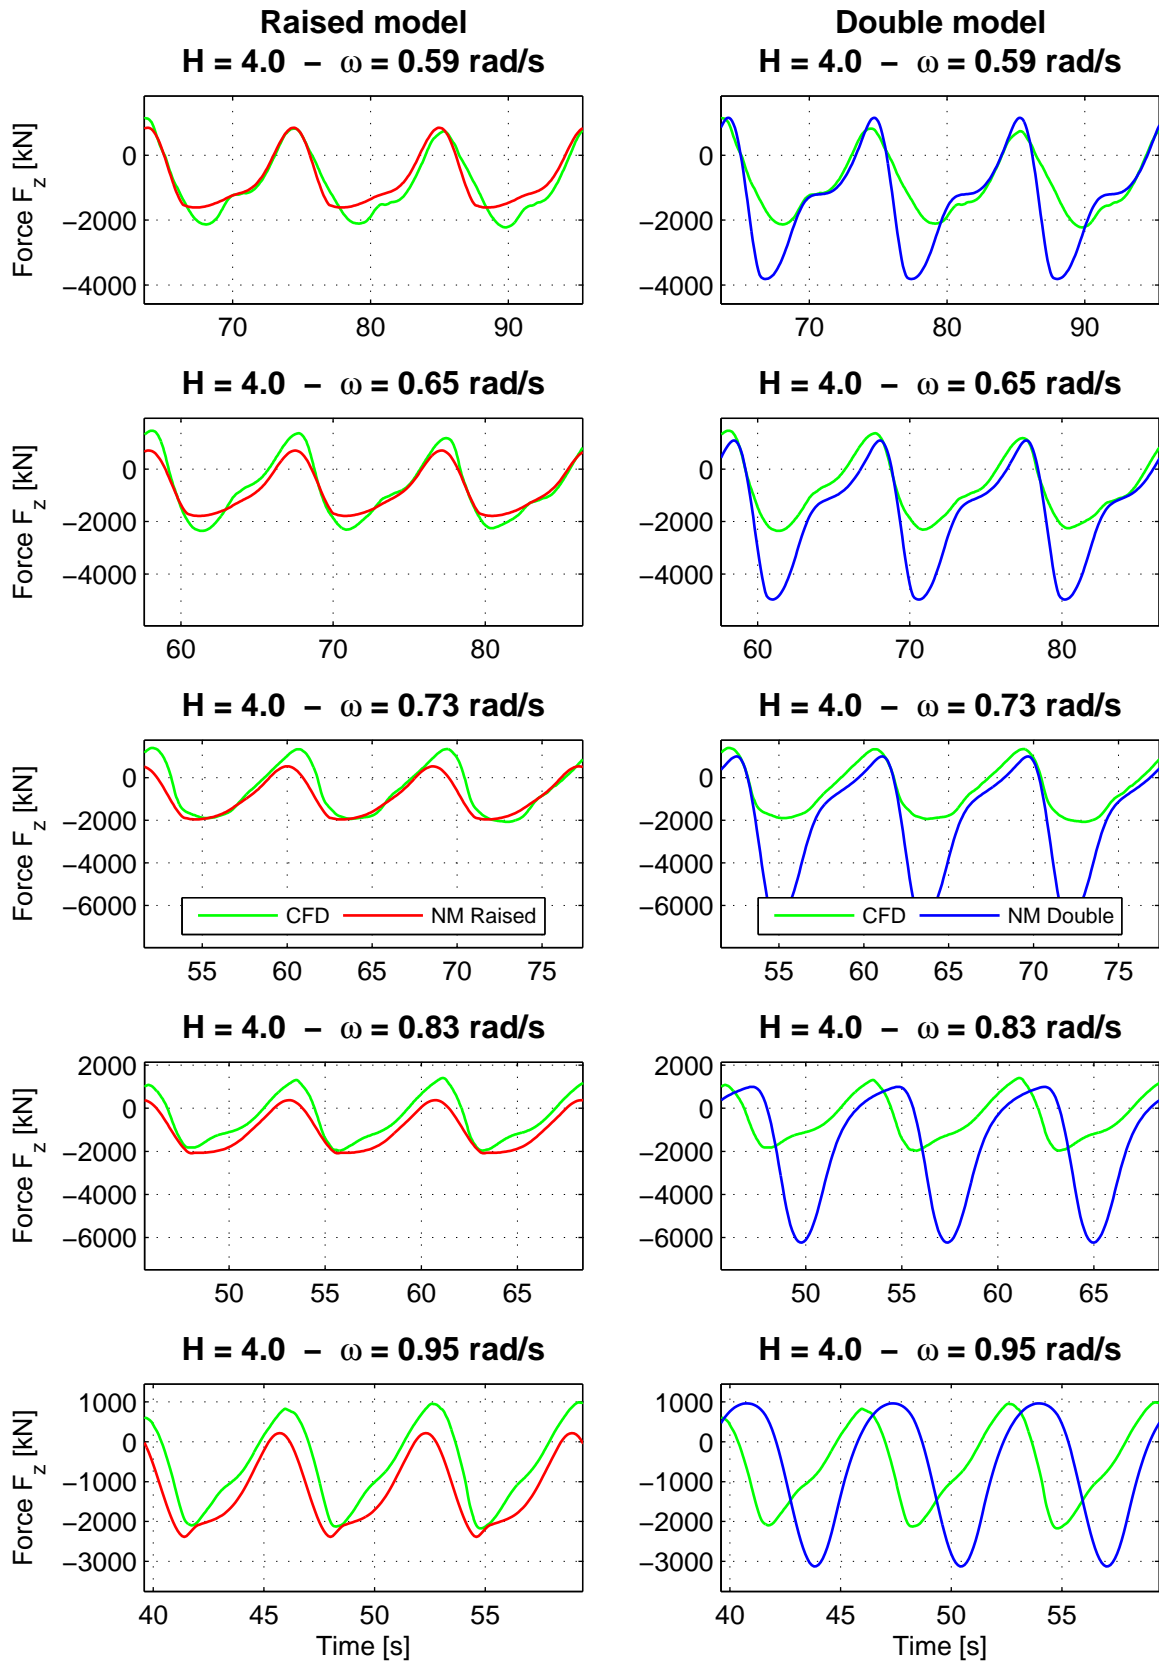 Raised model
Double model
H = 4.0 − ω = 0.59 rad/s
H = 4.0 − ω = 0.59 rad/s
Force F_z [kN]
0
−2000
−4000
70 80 90
0
−2000
−4000
70 80 90
H = 4.0 − ω = 0.65 rad/s
H = 4.0 − ω = 0.65 rad/s
Force F_z [kN]
0
−2000
−4000
60 70 80
0
−2000
−4000
60 70 80
H = 4.0 − ω = 0.73 rad/s
H = 4.0 − ω = 0.73 rad/s
Force F_z [kN]
0
−2000
−4000
−6000
CFD NM Raised
55 60 65 70 75
0
−2000
−4000
−6000
CFD NM Double
55 60 65 70 75
H = 4.0 − ω = 0.83 rad/s
H = 4.0 − ω = 0.83 rad/s
Force F_z [kN]
2000
0
−2000
−4000
−6000
50 55 60 65
2000
0
−2000
−4000
−6000
50 55 60 65
H = 4.0 − ω = 0.95 rad/s
H = 4.0 − ω = 0.95 rad/s
Force F_z [kN]
1000
0
−1000
−2000
−3000
40 45 50 55
Time [s]
1000
0
−1000
−2000
−3000
40 45 50 55
Time [s]